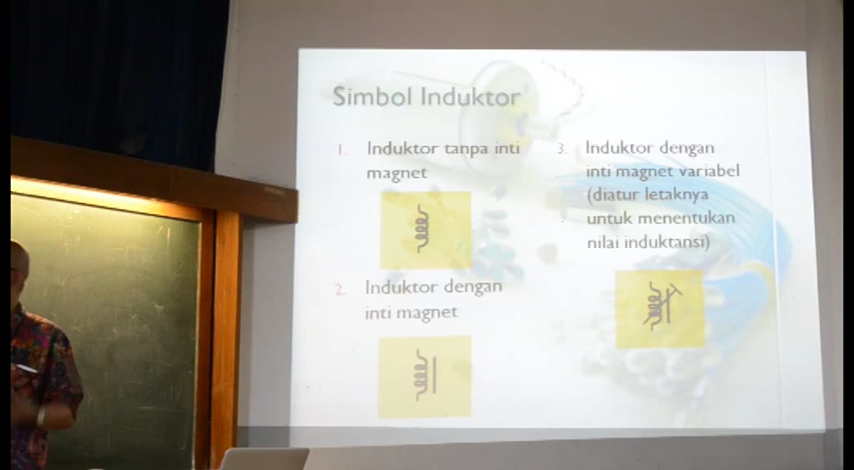 Simbol Induktor
1. Induktor tanpa inti
magnet
2. Induktor dengan
inti magnet
3. Induktor dengan
inti magnet variabel
(diatur letaknya
untuk menentukan
nilai induktansi)